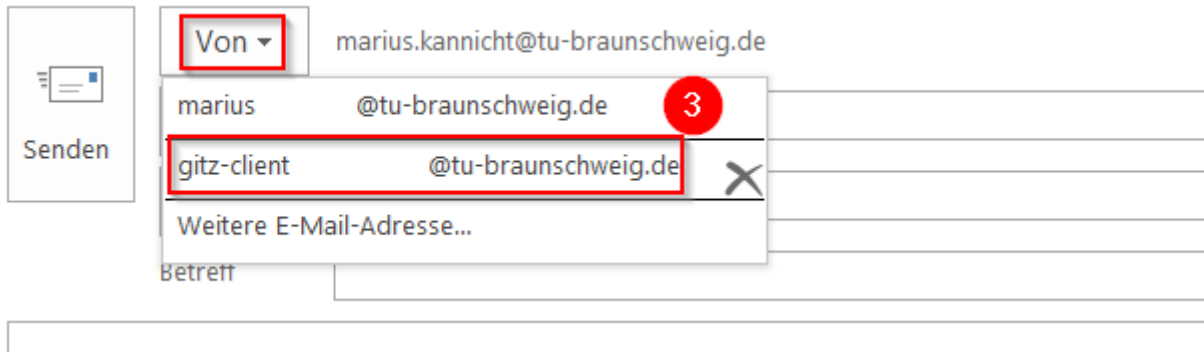 Von marius.kannicht@tu-braunschweig.de
marius @tu-braunschweig.de 3
Senden
gitz-client @tu-braunschweig.de
Weitere E-Mail-Adresse...
Betreff